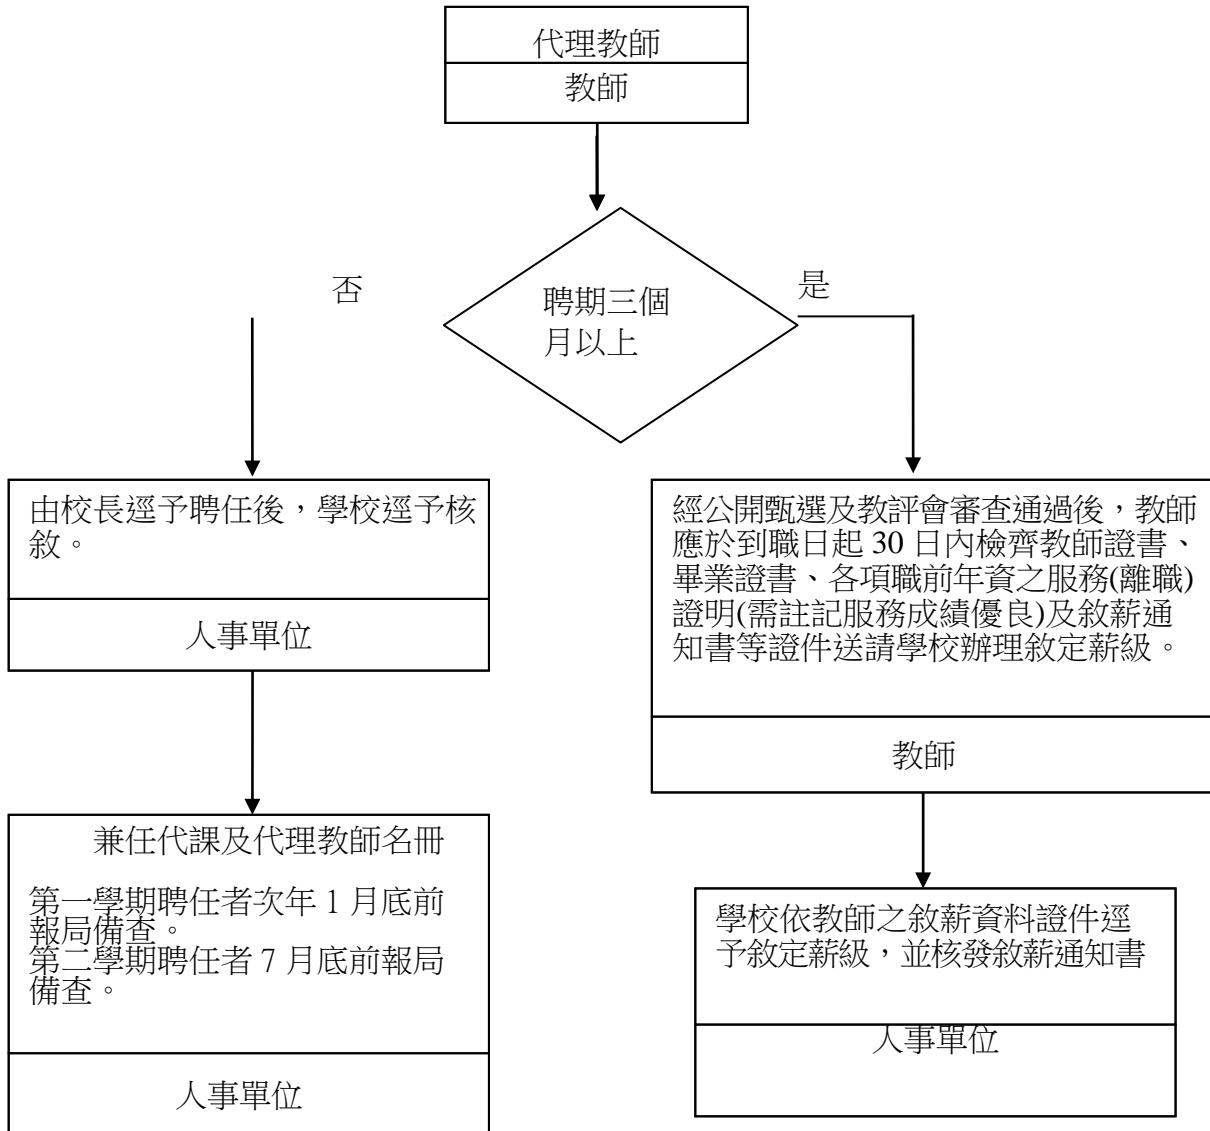 代理教師
教師
否
是
聘期三個
月以上
由校長逕予聘任後，學校逕予核
敘。
人事單位
經公開甄選及教評會審查通過後，教師
應於到職日起 30 日內檢齊教師證書、
畢業證書、各項職前年資之服務(離職)
證明(需註記服務成績優良)及敘薪通
知書等證件送請學校辦理敘定薪級。
教師
兼任代課及代理教師名冊
第一學期聘任者次年 1 月底前
報局備查。
第二學期聘任者 7 月底前報局
備查。
人事單位
學校依教師之敘薪資料證件逕
予敘定薪級，並核發敘薪通知書
人事單位